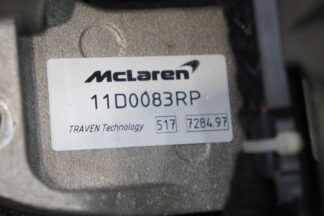 McLaren
11D0083RP
TRAVEN Technology 517 7284.97